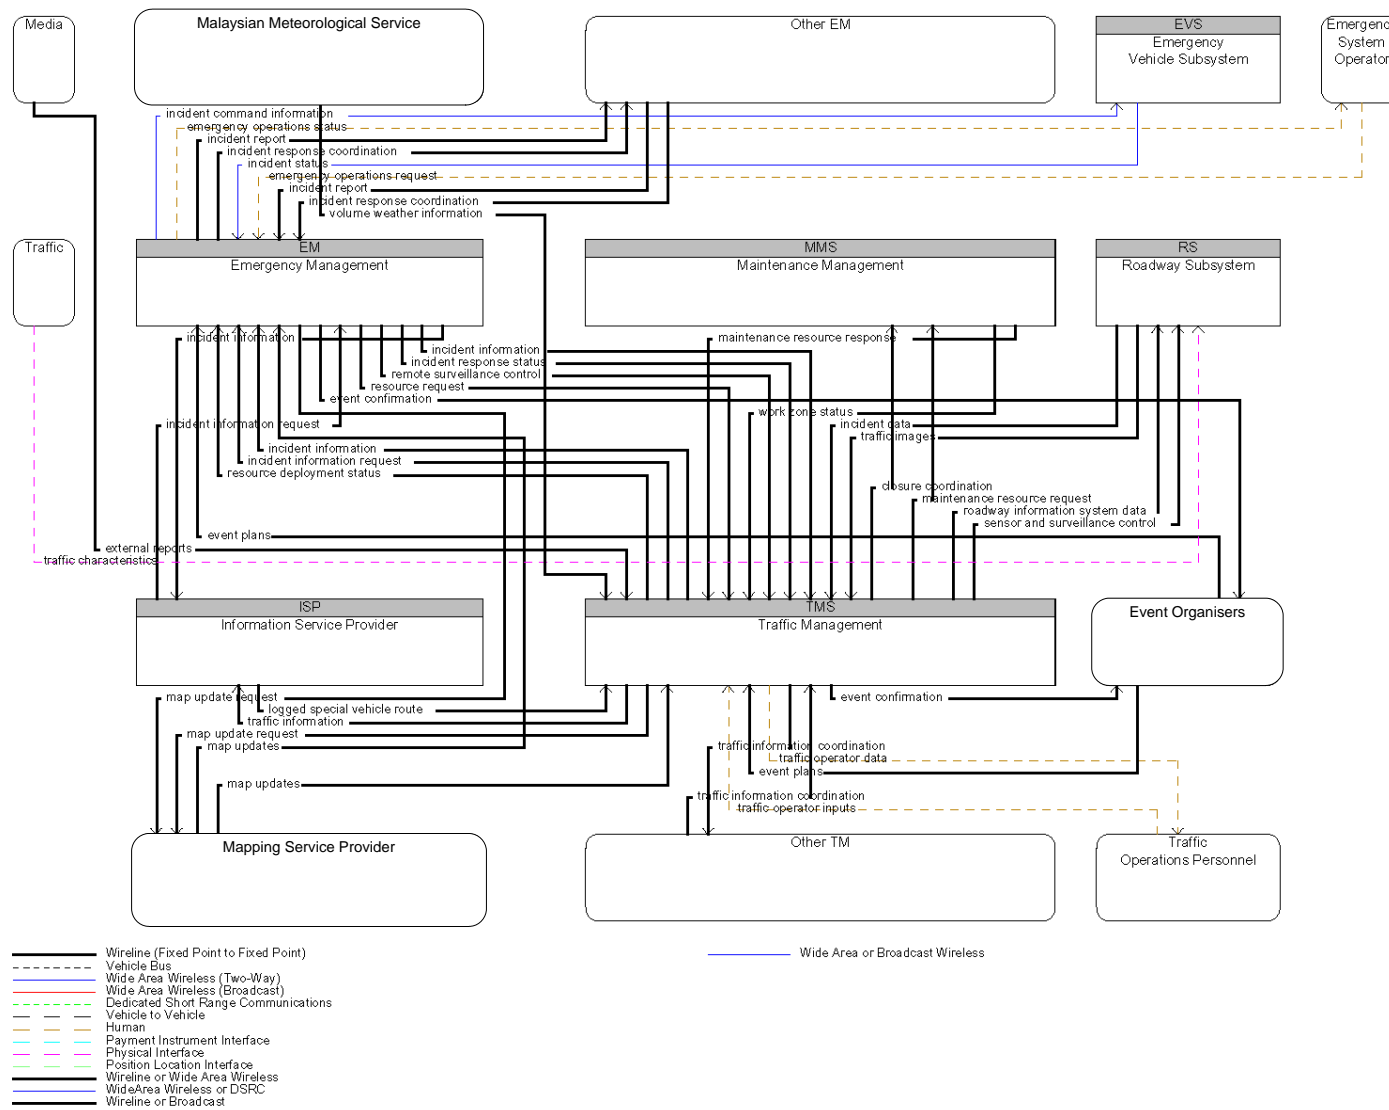 Media
Malaysian Meteorological Service
Other EM
EVS
Emergency
Vehicle Subsystem
Emergenc
System
Operator
incident command information
emergency operations status
incident report
incident response coordination
incident status
emergency operations request
incident report
incident response coordination
volume weather information
Traffic
EM
Emergency Management
MMS
Maintenance Management
RS
Roadway Subsystem
incident information
maintenance resource response
incident information
incident response status
remote surveillance control
resource request
event confirmation
work zone status
incident information request
incident data
traffic images
incident information
incident information request
resource deployment status
closure coordination
maintenance resource request
roadway information system data
sensor and surveillance control
event plans
external reports
traffic characteristics
ISP
Information Service Provider
TMS
Traffic Management
Event Organisers
map update request
event confirmation
logged special vehicle route
traffic information
map update request
map updates
traffic information coordination
traffic operator data
event plans
map updates
traffic information coordination
traffic operator inputs
Mapping Service Provider
Other TM
Traffic
Operations Personnel
Wireline (Fixed Point to Fixed Point)
Vehicle Bus
Wide Area Wireless (Two-Way)
Wide Area Wireless (Broadcast)
Dedicated Short Range Communications
Vehicle to Vehicle
Human
Payment Instrument Interface
Physical Interface
Position Location Interface
Wireline or Wide Area Wireless
WideArea Wireless or DSRC
Wireline or Broadcast
Wide Area or Broadcast Wireless